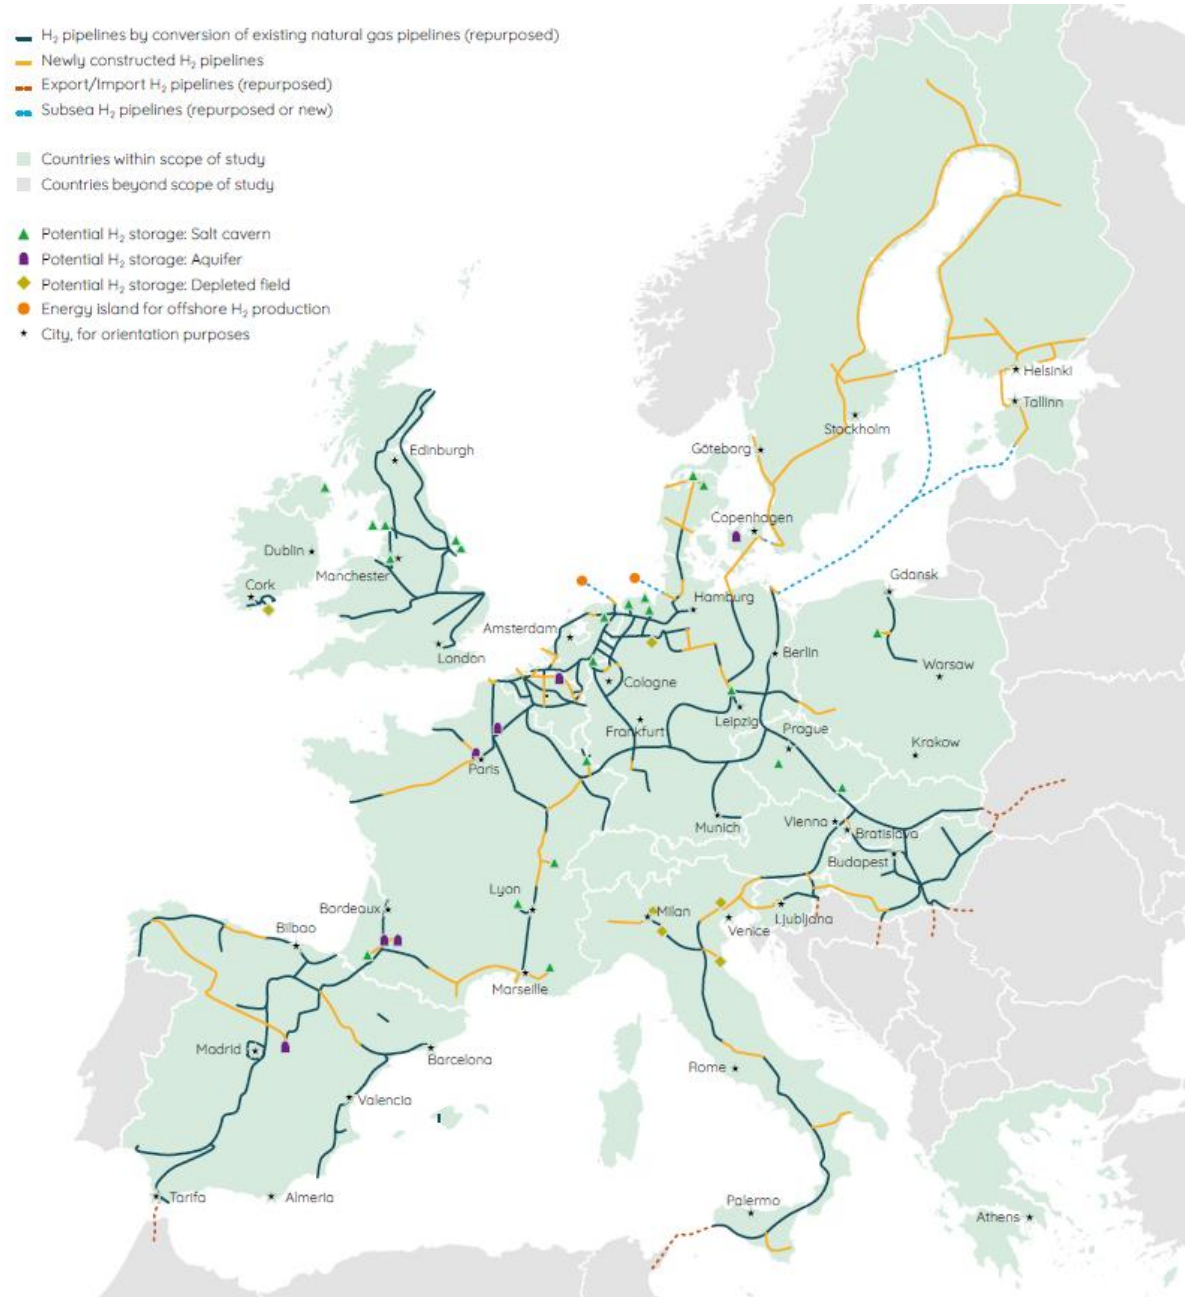 H₂ pipelines by conversion of existing natural gas pipelines (repurposed)
Newly constructed H₂ pipelines
Export/Import H₂ pipelines (repurposed)
Subsea H₂ pipelines (repurposed or new)
Countries within scope of study
Countries beyond scope of study
Potential H₂ storage: Salt cavern
Potential H₂ storage: Aquifer
Potential H₂ storage: Depleted field
Energy island for offshore H₂ production
City, for orientation purposes
Helsinki
Tallinn
Stockholm
Göteborg
Edinburgh
Copenhagen
Dublin
Manchester
Gdansk
Cork
Hamburg
Amsterdam
Berlin
London
Warsaw
Cologne
Leipzig
Frankfurt
Prague
Krakow
Paris
Munich
Vienna
Bratislava
Budapest
Lyon
Bordeaux
Milan
Venice
Ljubljana
Bilbao
Marseille
Madrid
Barcelona
Rome
Valencia
Tarifa
Almeria
Palermo
Athens